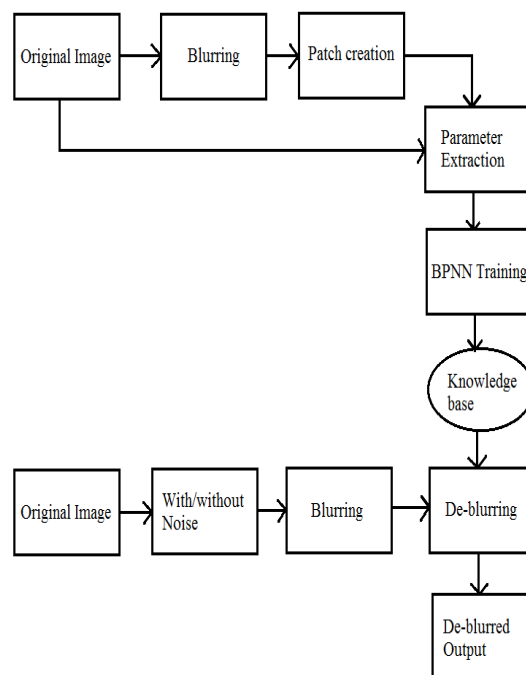 Original Image
Blurring
Patch creation
Parameter
Extraction
BPNN Training
Knowledge
base
Original Image
With/without
Noise
Blurring
De-blurring
De-blurred
Output